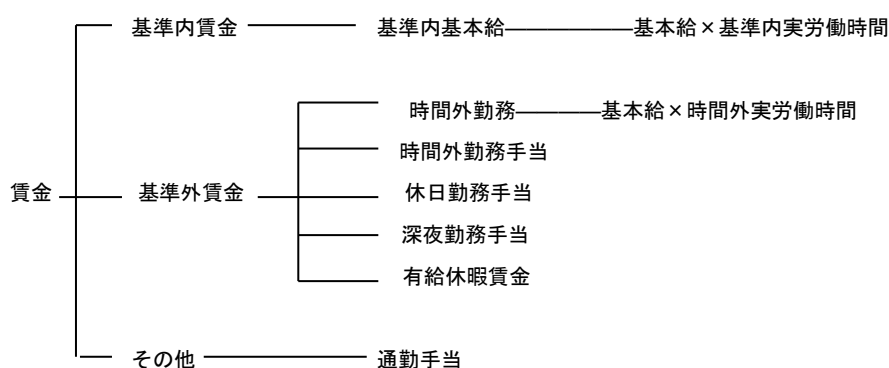 基準内賃金 基準内基本給――――――基本給×基準内実労働時間
時間外勤務――――基本給×時間外実労働時間
時間外勤務手当
賃金 基準外賃金 休日勤務手当
深夜勤務手当
有給休暇賃金
その他 通勤手当